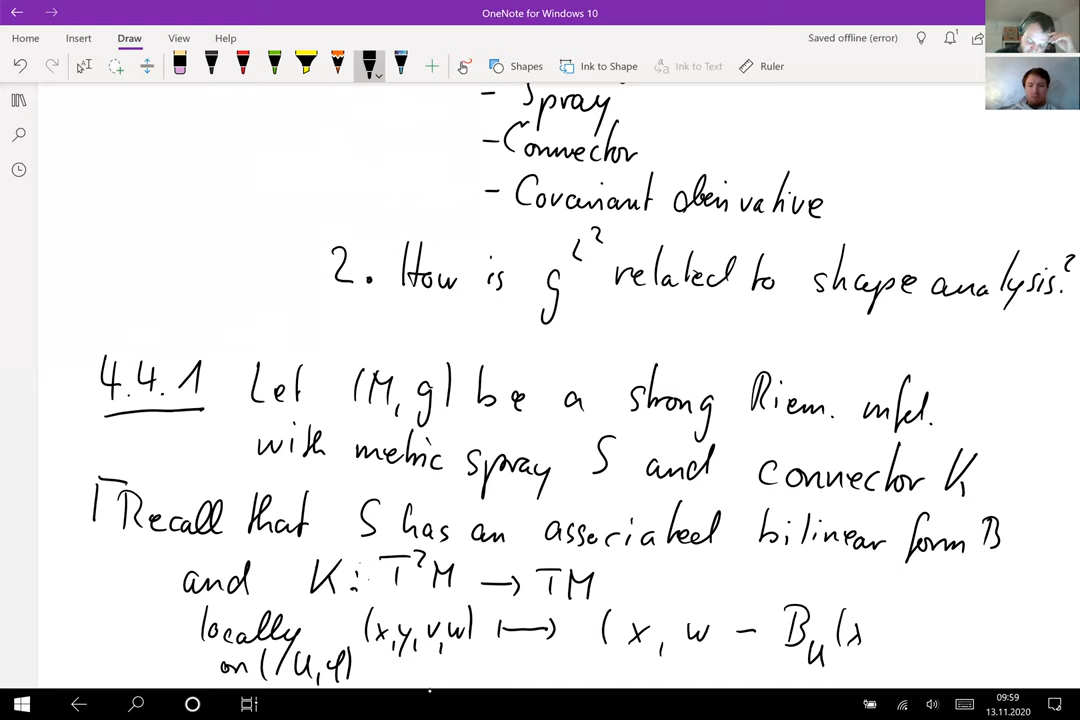 OneNote for Windows 10
Home Insert Draw View Help
Saved offline (error)
Shapes Ink to Shape Ink to Text Ruler
- Spray
- Connector
- Covariant derivative
2. How is g^L² related to shape analysis?
4.4.1 Let (M, g) be a strong Riem. mfd.
with metric spray S and connector K
⌈Recall that S has an associated bilinear form B
and K: T²M → TM
locally (x,y,v,w) ⟼ (x, w - B_U(x
on (U,φ)
09:59
13.11.2020